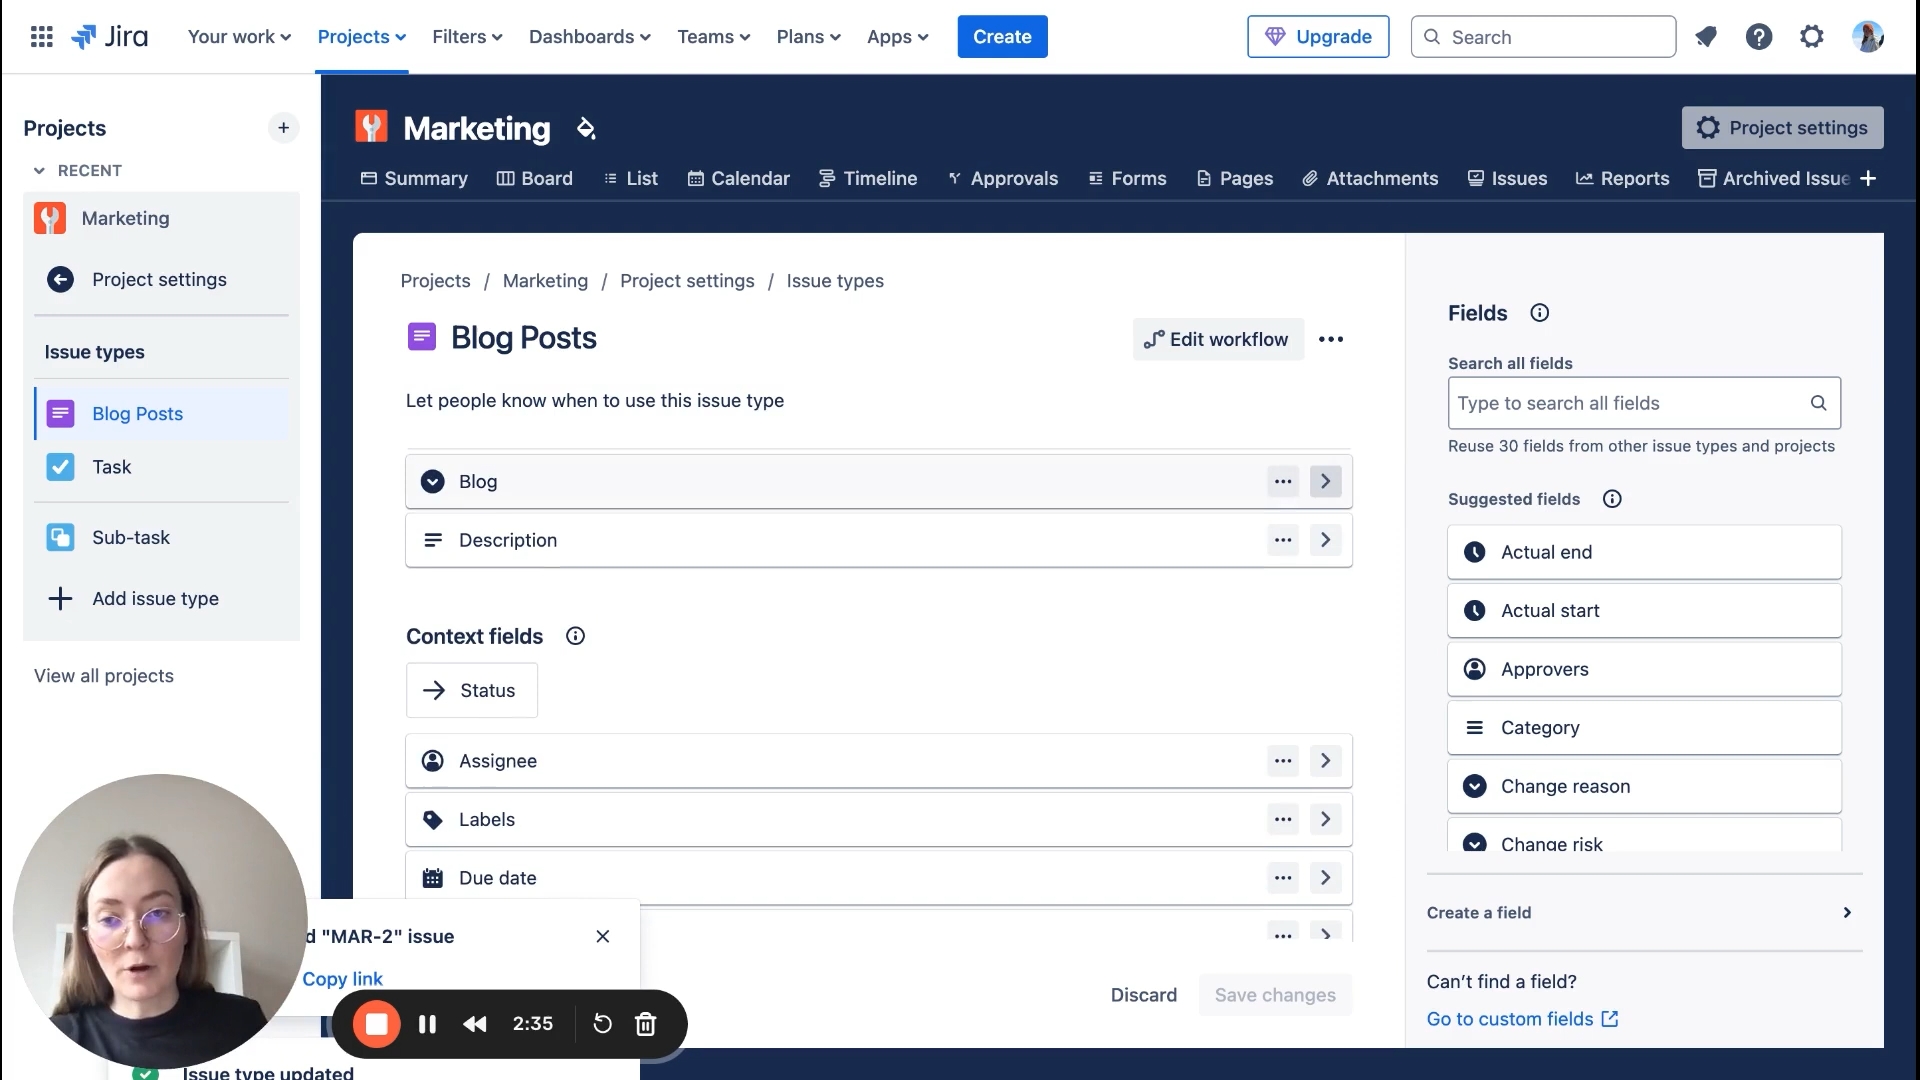 Jira
Your work
Projects
Filters
Dashboards
Teams
Plans
Apps
Create
Upgrade
Search
Projects
RECENT
Marketing
Project settings
Issue types
Blog Posts
Task
Sub-task
Add issue type
View all projects
Marketing
Project settings
Summary
Board
List
Calendar
Timeline
Approvals
Forms
Pages
Attachments
Issues
Reports
Archived Issue
Projects / Marketing / Project settings / Issue types
Blog Posts
Edit workflow
Let people know when to use this issue type
Blog
Description
Context fields
Status
Assignee
Labels
Due date
Discard
Save changes
Fields
Search all fields
Type to search all fields
Reuse 30 fields from other issue types and projects
Suggested fields
Actual end
Actual start
Approvers
Category
Change reason
Change risk
Create a field
Can't find a field?
Go to custom fields
d "MAR-2" issue
Copy link
2:35
Issue type updated